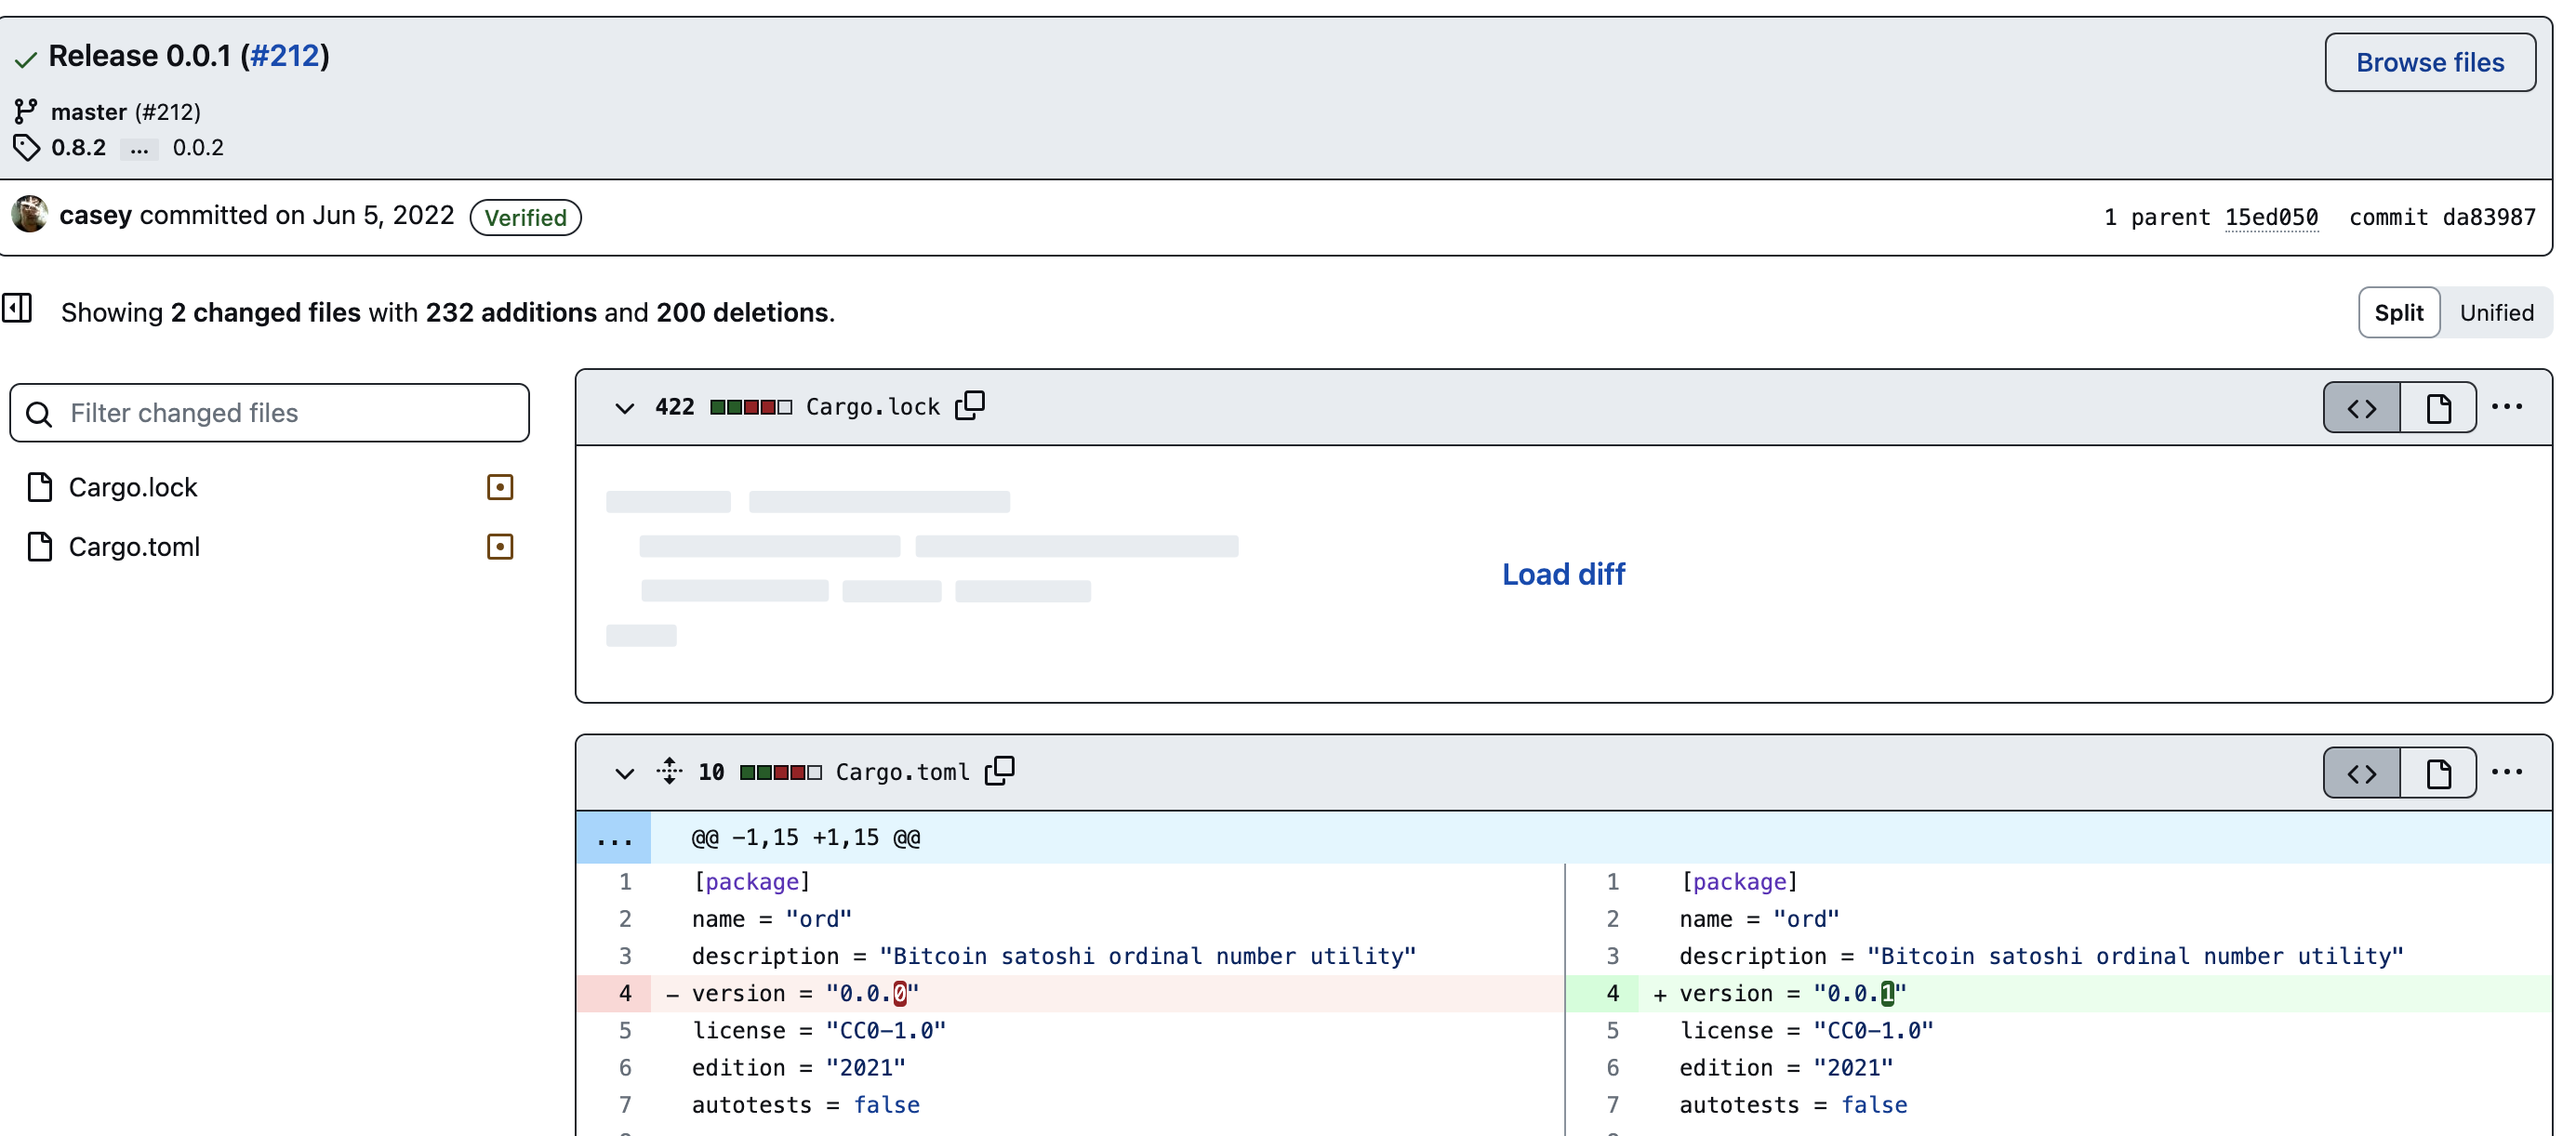 Release 0.0.1 (#212)
Browse files
master (#212)
0.8.2 ... 0.0.2
casey committed on Jun 5, 2022 Verified
1 parent 15ed050 commit da83987
Showing 2 changed files with 232 additions and 200 deletions.
Split Unified
Filter changed files
Cargo.lock
Cargo.toml
422 Cargo.lock
Load diff
10 Cargo.toml
... @@ -1,15 +1,15 @@
1 [package]
2 name = "ord"
3 description = "Bitcoin satoshi ordinal number utility"
4 - version = "0.0.0"
5 license = "CC0-1.0"
6 edition = "2021"
7 autotests = false
1 [package]
2 name = "ord"
3 description = "Bitcoin satoshi ordinal number utility"
4 + version = "0.0.1"
5 license = "CC0-1.0"
6 edition = "2021"
7 autotests = false